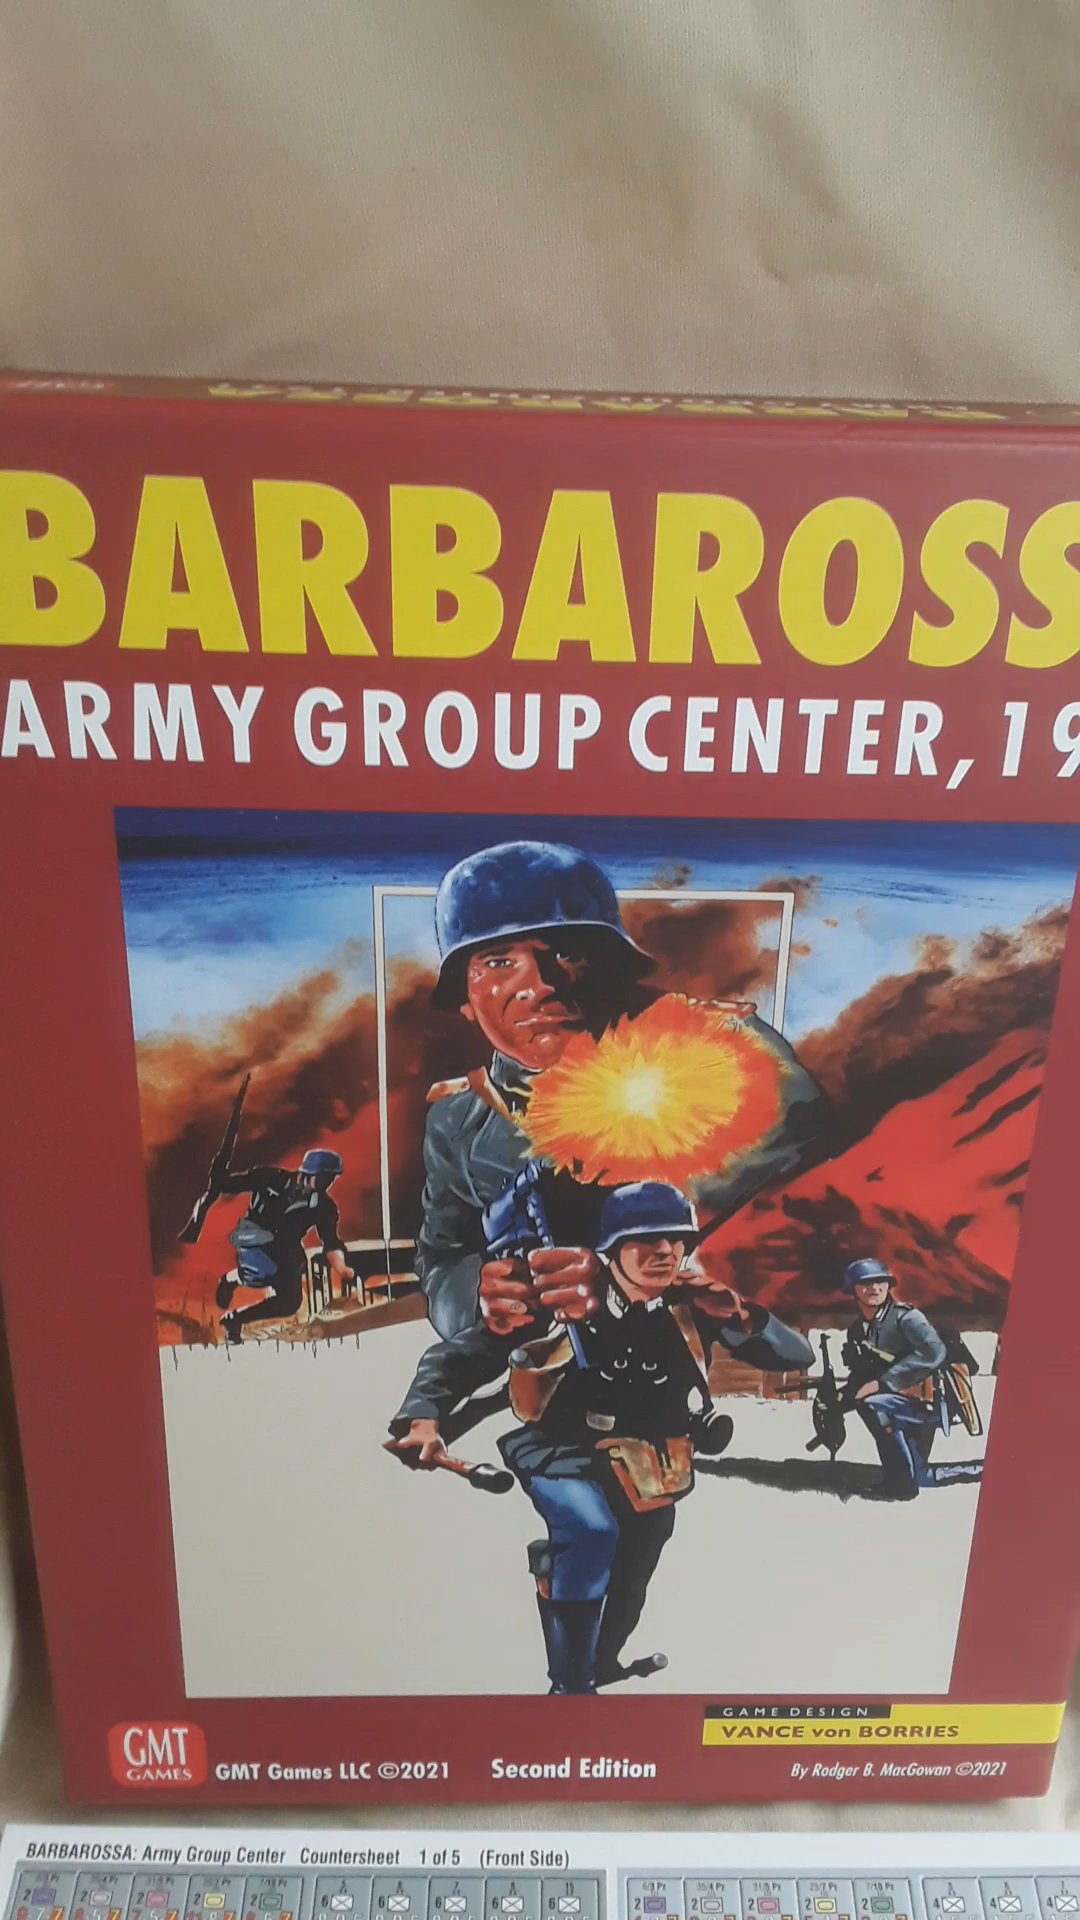 BARBAROSS
ARMY GROUP CENTER, 19
GAME DESIGN
VANCE von BORRIES
GMT
GAMES
GMT Games LLC ©2021 Second Edition By Rodger B. MacGowan ©2021
BARBAROSSA: Army Group Center Countersheet 1 of 5 (Front Side)